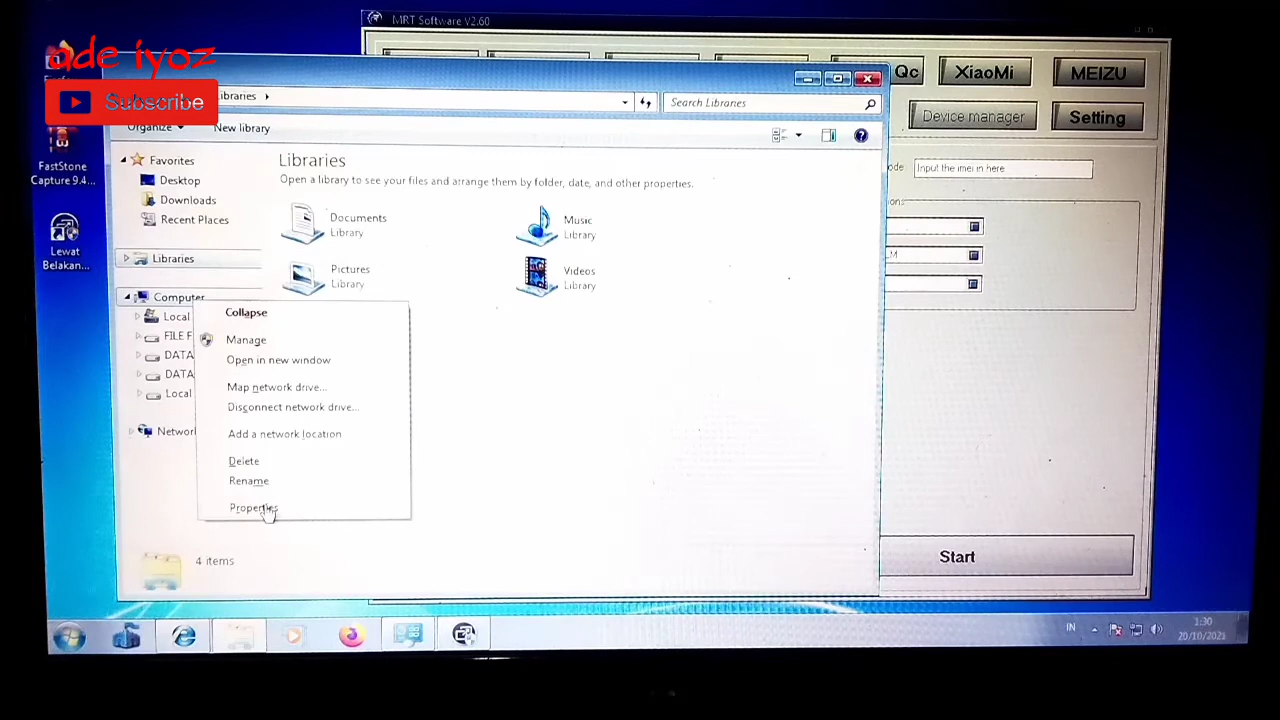 MRT Software V2.60
ade iyoz
Subscribe
Qc
XiaoMi
MEIZU
Device manager
Setting
ibraries
Search Libraries
Organize
New library
Favorites
Desktop
Downloads
Recent Places
Libraries
Computer
Local
FILE F
DATA
DATA
Local
Network
Libraries
Open a library to see your files and arrange them by folder, date, and other properties.
Documents
Library
Music
Library
Pictures
Library
Videos
Library
Collapse
Manage
Open in new window
Map network drive...
Disconnect network drive...
Add a network location
Delete
Rename
Properties
4 items
FastStone
Capture 9.4...
Lewat
Belakan...
ode:
Input the imei in here
Start
IN
1:30
20/10/2021